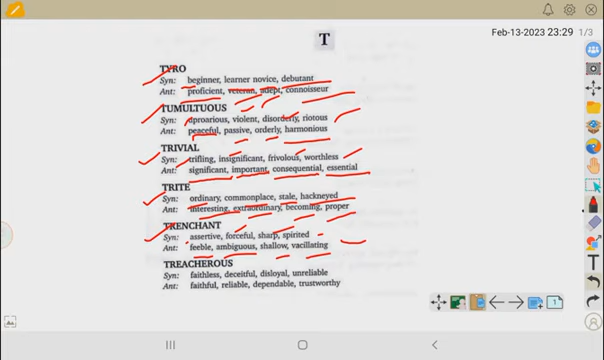 Feb-13-2023 23:29 1/3
T
TYRO
Syn: beginner, learner novice, debutant
Ant: proficient, veteran, adept, connoisseur
TUMULTUOUS
Syn: uproarious, violent, disorderly, riotous
Ant: peaceful, passive, orderly, harmonious
TRIVIAL
Syn: trifling, insignificant, frivolous, worthless
Ant: significant, important, consequential, essential
TRITE
Syn: ordinary, commonplace, stale, hackneyed
Ant: interesting, extraordinary, becoming, proper
TRENCHANT
Syn: assertive, forceful, sharp, spirited
Ant: feeble, ambiguous, shallow, vacillating
TREACHEROUS
Syn: faithless, deceitful, disloyal, unreliable
Ant: faithful, reliable, dependable, trustworthy
T
1